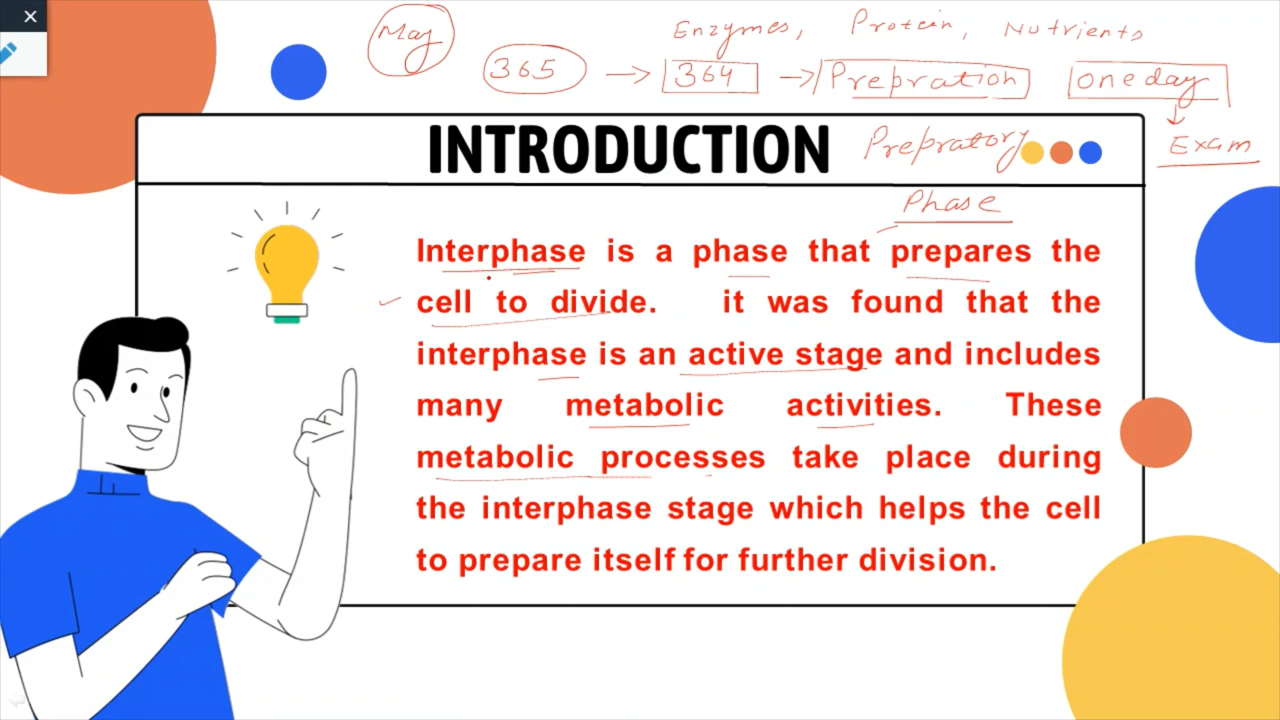 May
Enzymes, Protein, Nutrients
365 → 364 → Prepration one day
Exam
INTRODUCTION
Prepratory
Phase
Interphase is a phase that prepares the
cell to divide. it was found that the
interphase is an active stage and includes
many metabolic activities. These
metabolic processes take place during
the interphase stage which helps the cell
to prepare itself for further division.